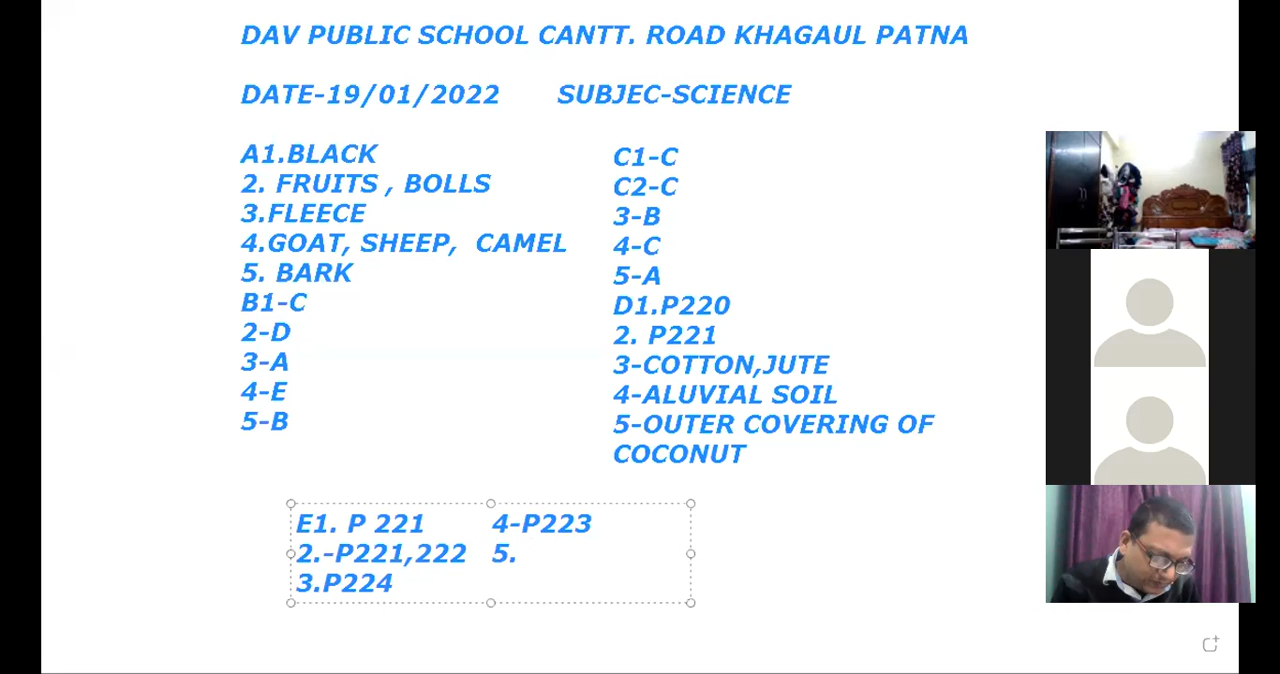 DAV PUBLIC SCHOOL CANTT. ROAD KHAGAUL PATNA
DATE-19/01/2022 SUBJEC-SCIENCE
A1.BLACK
2. FRUITS , BOLLS
3.FLEECE
4.GOAT, SHEEP, CAMEL
5. BARK
B1-C
2-D
3-A
4-E
5-B
C1-C
C2-C
3-B
4-C
5-A
D1.P220
2. P221
3-COTTON,JUTE
4-ALUVIAL SOIL
5-OUTER COVERING OF
COCONUT
E1. P 221 4-P223
2.-P221,222 5.
3.P224